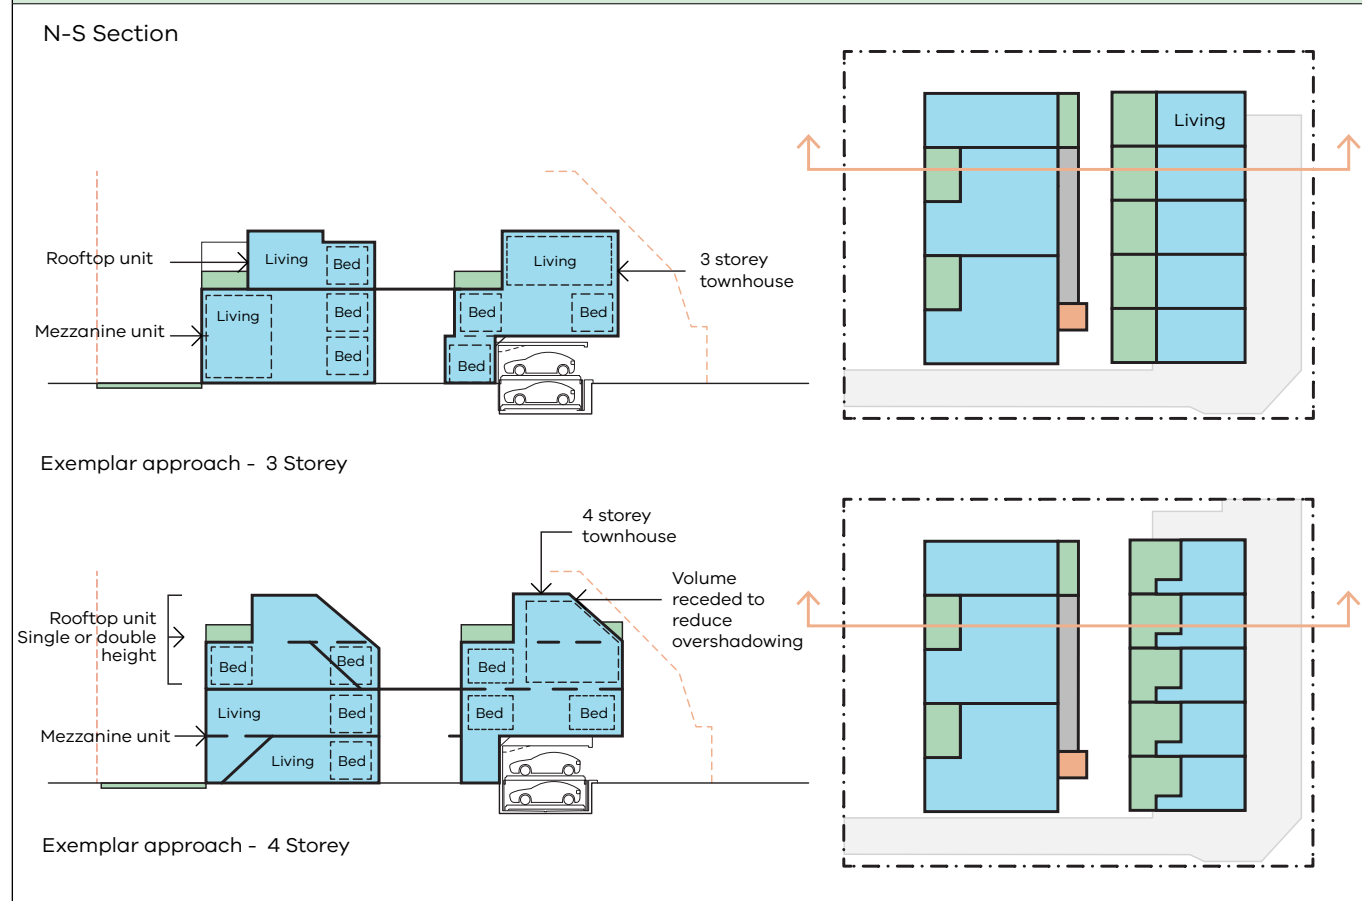 N-S Section
Living
Rooftop unit
Living
Bed
Living
3 storey
townhouse
Mezzanine unit
Living
Bed
Bed
Bed
Bed
Bed
Exemplar approach - 3 Storey
4 storey
townhouse
Volume
receded to
reduce
overshadowing
Rooftop unit
Single or double
height
Bed
Bed
Bed
Living
Bed
Bed
Bed
Mezzanine unit
Living
Bed
Exemplar approach - 4 Storey